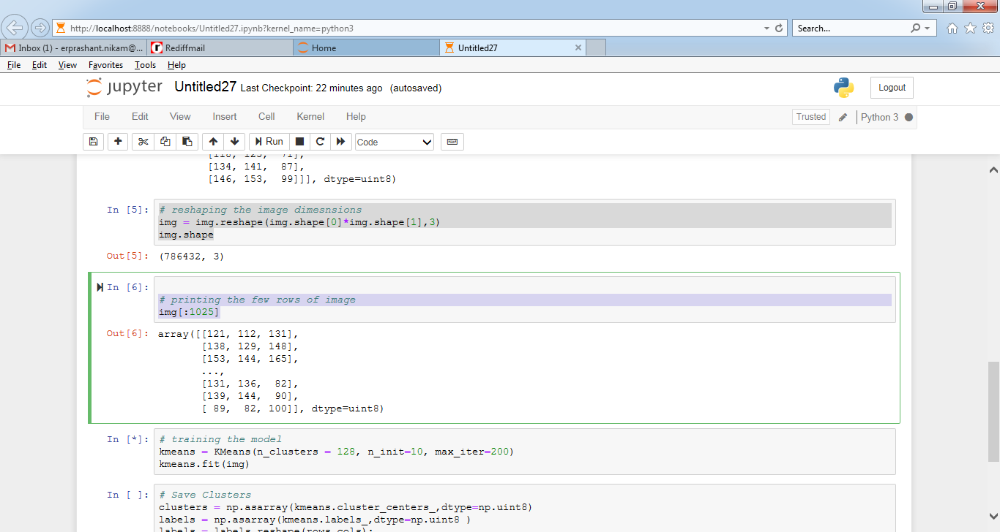 http://localhost:8888/notebooks/Untitled27.ipynb?kernel_name=python3
Search...
Inbox (1) - erprashant.nikam@...
Rediffmail
Home
Untitled27
File Edit View Favorites Tools Help
jupyter Untitled27 Last Checkpoint: 22 minutes ago (autosaved)
Logout
File Edit View Insert Cell Kernel Help
Trusted
Python 3
Run
Code
[134, 141, 87],
[146, 153, 99]]], dtype=uint8)
In [5]:
# reshaping the image dimesnsions
img = img.reshape(img.shape[0]*img.shape[1],3)
img.shape
Out[5]: (786432, 3)
In [6]:
# printing the few rows of image
img[:1025]
Out[6]: array([[121, 112, 131],
[138, 129, 148],
[153, 144, 165],
...,
[131, 136, 82],
[139, 144, 90],
[ 89, 82, 100]], dtype=uint8)
In [*]: # training the model
kmeans = KMeans(n_clusters = 128, n_init=10, max_iter=200)
kmeans.fit(img)
In [ ]: # Save Clusters
clusters = np.asarray(kmeans.cluster_centers_,dtype=np.uint8)
labels = np.asarray(kmeans.labels_,dtype=np.uint8 )
labels = labels.reshape(rows,cols);